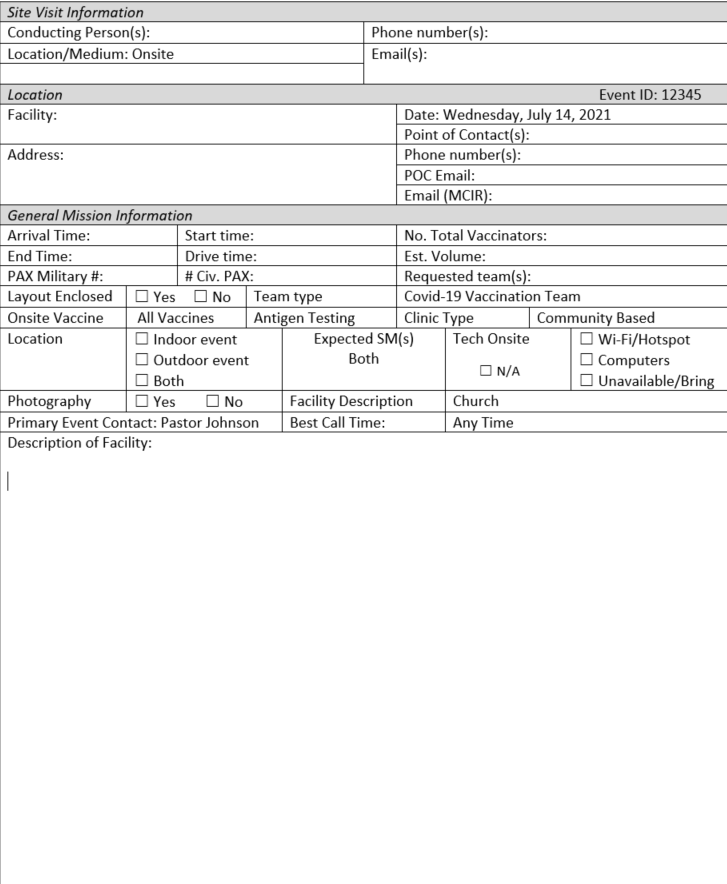 Site Visit Information
Conducting Person(s): Phone number(s):
Location/Medium: Onsite Email(s):
Location Event ID: 12345
Facility: Date: Wednesday, July 14, 2021
Point of Contact(s):
Address: Phone number(s):
POC Email:
Email (MCIR):
General Mission Information
Arrival Time: Start time: No. Total Vaccinators:
End Time: Drive time: Est. Volume:
PAX Military #: # Civ. PAX: Requested team(s):
Layout Enclosed ☐ Yes ☐ No Team type Covid-19 Vaccination Team
Onsite Vaccine All Vaccines Antigen Testing Clinic Type Community Based
Location ☐ Indoor event Expected SM(s) Tech Onsite ☐ Wi-Fi/Hotspot
☐ Outdoor event Both ☐ N/A ☐ Computers
☐ Both ☐ Unavailable/Bring
Photography ☐ Yes ☐ No Facility Description Church
Primary Event Contact: Pastor Johnson Best Call Time: Any Time
Description of Facility: